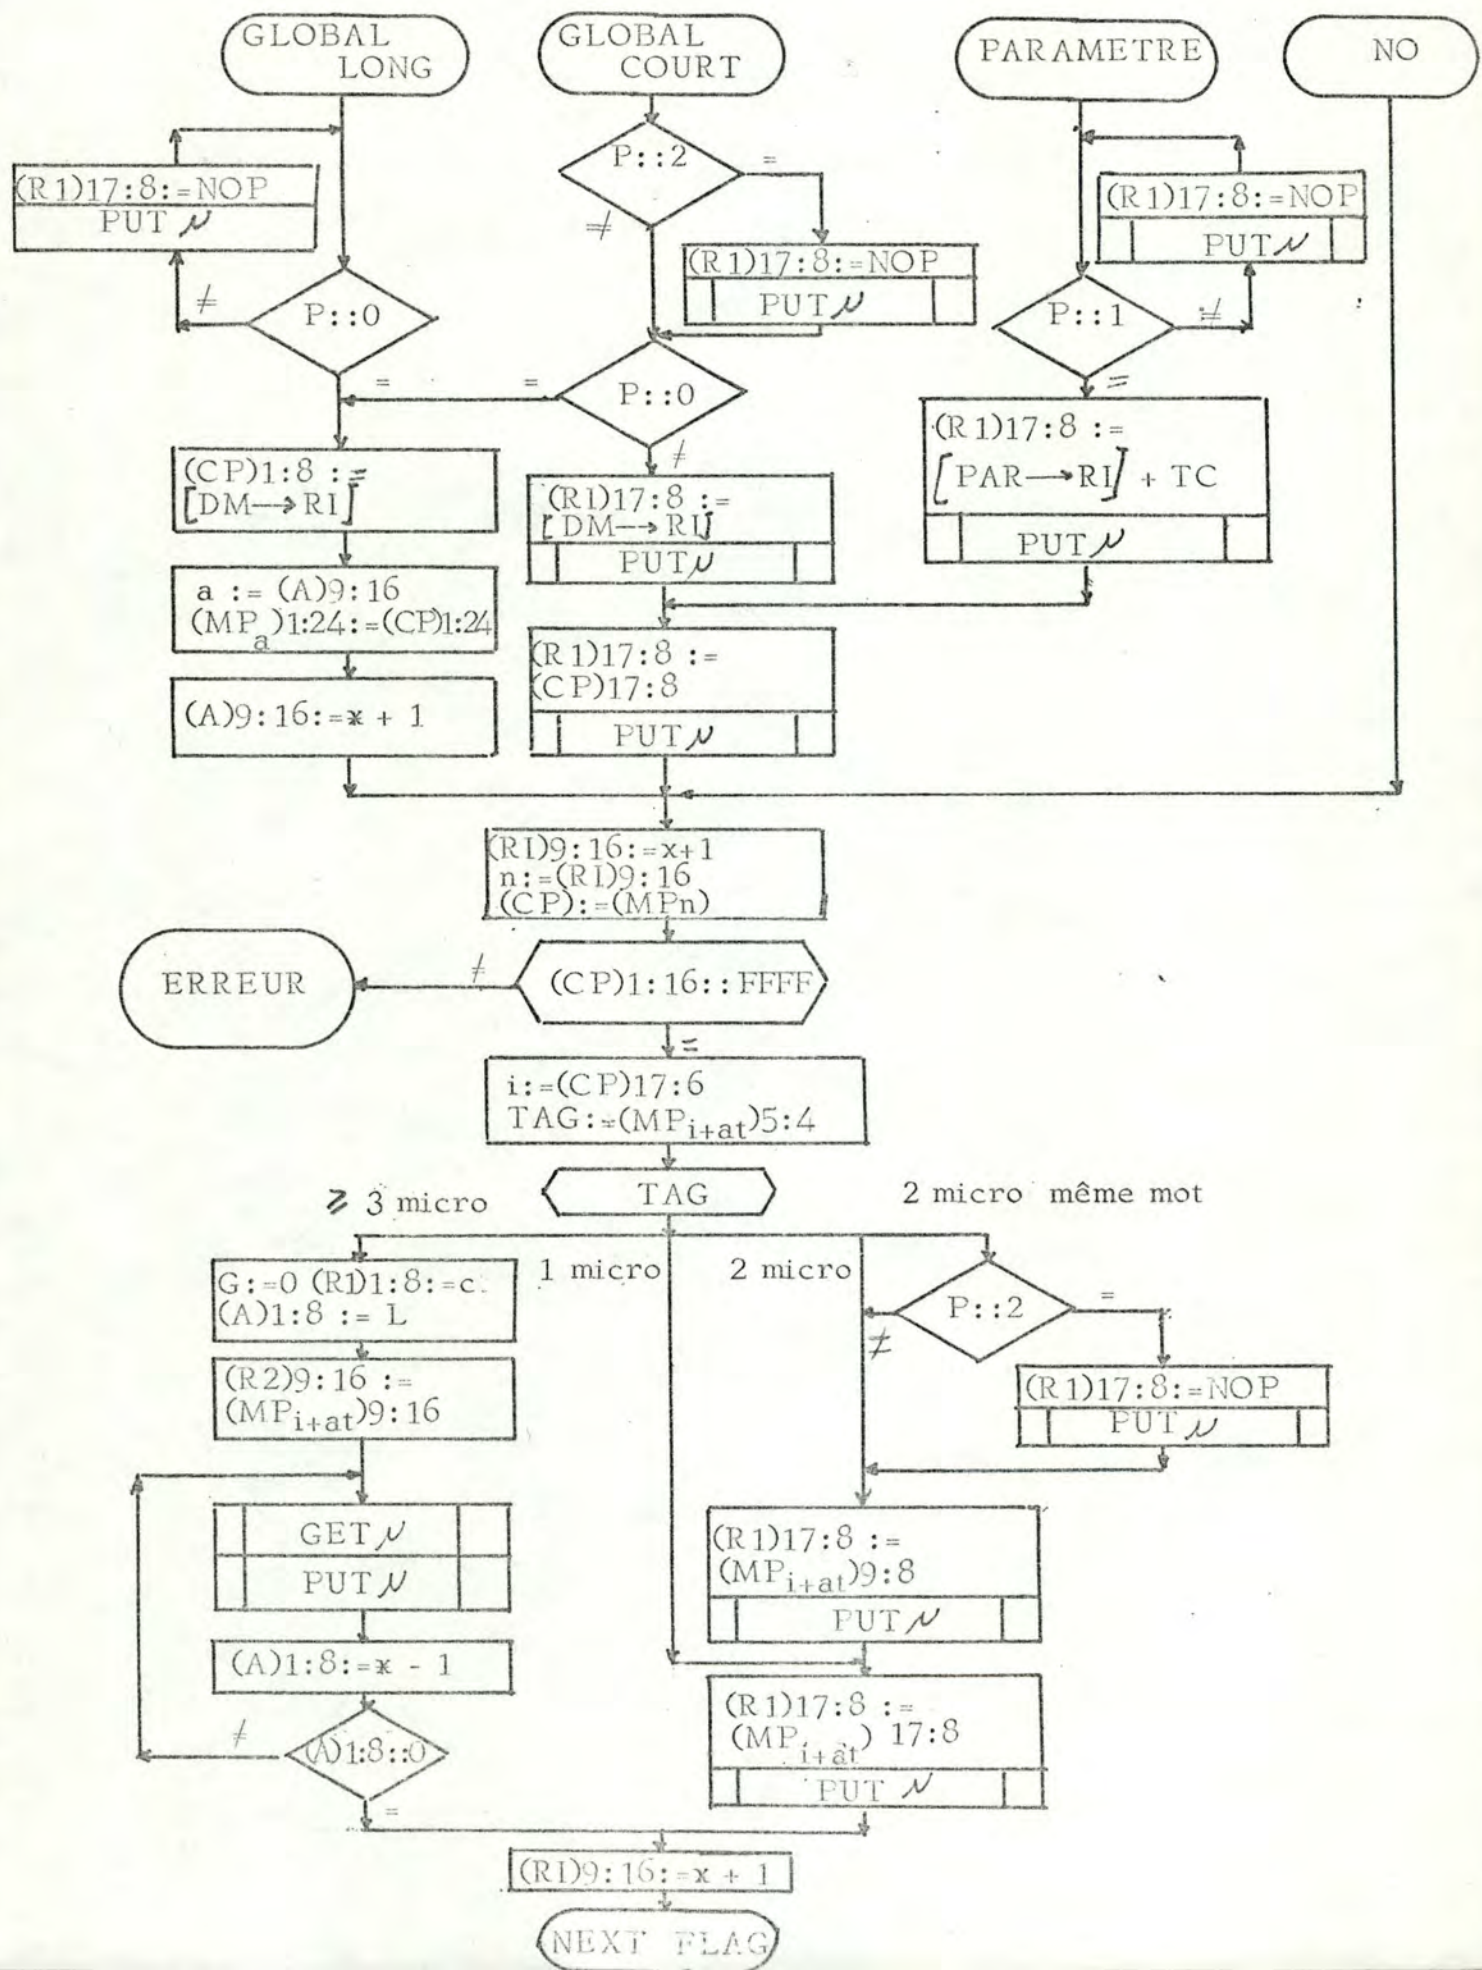 GLOBAL
LONG
GLOBAL
COURT
PARAMETRE
NO
P::2
=
≠
(R1)17:8:=NOP
PUT μ
(R1)17:8:=NOP
PUT μ
(R1)17:8:=NOP
PUT μ
P::0
≠
=
P::1
≠
=
P::0
=
≠
(CP)1:8 :=
[DM→RI]
(RI)17:8 :=
[DM→RI]
PUT μ
(R1)17:8 :=
[PAR→RI] + TC
PUT μ
a := (A)9:16
(MPa)1:24:=(CP)1:24
(R1)17:8 :=
(CP)17:8
PUT μ
(A)9:16:=x + 1
(RI)9:16:=x+1
n:=(RI)9:16
(CP):=(MPn)
ERREUR
≠
(CP)1:16::FFFF
=
i:=(CP)17:6
TAG:=(MPi+at)5:4
TAG
≥ 3 micro
2 micro même mot
1 micro
2 micro
G:=0 (RI)1:8:=c.
(A)1:8 := L
P::2
=
≠
(R2)9:16 :=
(MPi+at)9:16
(R1)17:8:=NOP
PUT μ
GET μ
PUT μ
(R1)17:8 :=
(MPi+at)9:8
PUT μ
(A)1:8:=x - 1
(R1)17:8 :=
(MPi+at) 17:8
PUT μ
(A)1:8::0
≠
=
(RI)9:16:=x + 1
NEXT FLAG